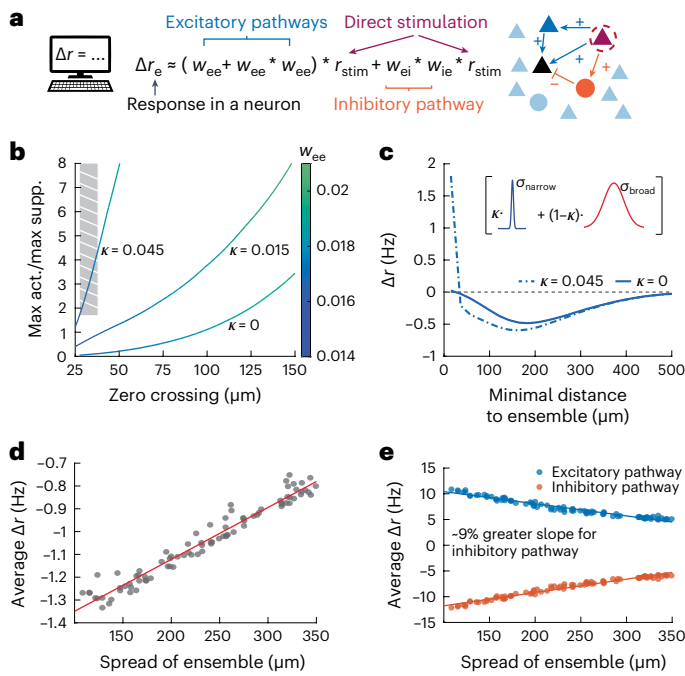 a
Excitatory pathways
Direct stimulation
Δr = ...
Δre ≈ ( wee+ wee * wee) * rstim + wei * wie * rstim
Response in a neuron
Inhibitory pathway
+
+
+
+
−
b
Max act./max supp.
8
7
6
5
4
3
2
1
0
κ = 0.045
κ = 0.015
κ = 0
25
50
75
100
125
150
Zero crossing (µm)
wee
0.02
0.018
0.016
0.014
c
Δr (Hz)
2
1.5
1
0.5
0
−0.5
−1
κ·
σnarrow
+ (1–κ)·
σbroad
κ = 0.045
κ = 0
0
100
200
300
400
500
Minimal distance
to ensemble (µm)
d
Average Δr (Hz)
−0.7
−0.8
−0.9
−1
−1.1
−1.2
−1.3
−1.4
150
200
250
300
350
Spread of ensemble (µm)
e
Average Δr (Hz)
15
10
5
0
−5
−10
−15
Excitatory pathway
Inhibitory pathway
~9% greater slope for
inhibitory pathway
150
200
250
300
350
Spread of ensemble (µm)